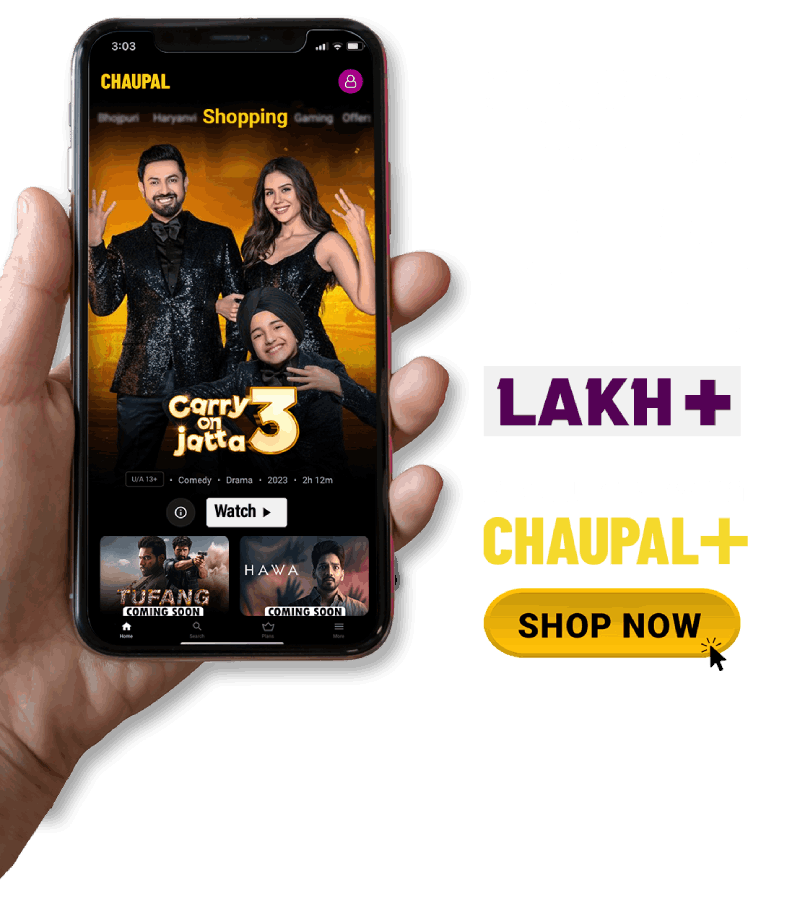 3:03
CHAUPAL
Bhojpuri Haryanvi Shopping Gaming Offers
Carry
on
Jatta 3
U/A 13+ • Comedy • Drama • 2023 • 2h 12m
Watch
TUFANG
COMING SOON
HAWA
COMING SOON
Home Search Plans More
LAKH+
CHAUPAL+
SHOP NOW